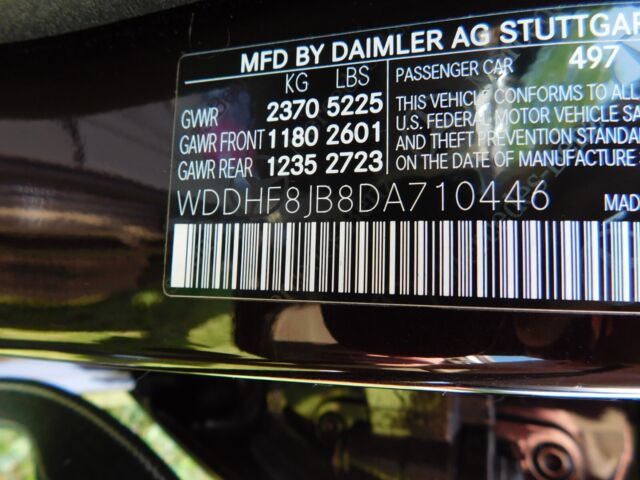 MFD BY DAIMLER AG STUTTGAR
KG LBS
GVWR 2370 5225
GAWR FRONT 1180 2601
GAWR REAR 1235 2723
PASSENGER CAR 497
THIS VEHICLE CONFORMS TO ALL
U.S. FEDERAL MOTOR VEHICLE SA
AND THEFT PREVENTION STANDA
ON THE DATE OF MANUFACTURE
WDDHF8JB8DA710446 MAD